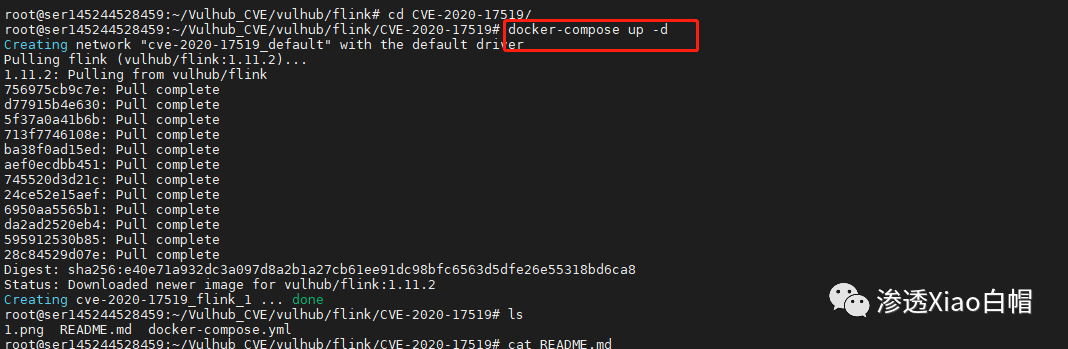 root@ser145244528459:~/Vulhub_CVE/vulhub/flink# cd CVE-2020-17519/
root@ser145244528459:~/Vulhub_CVE/vulhub/flink/CVE-2020-17519# docker-compose up -d
Creating network "cve-2020-17519_default" with the default driver
Pulling flink (vulhub/flink:1.11.2)...
1.11.2: Pulling from vulhub/flink
756975cb9c7e: Pull complete
d77915b4e630: Pull complete
5f37a0a41b6b: Pull complete
713f7746108e: Pull complete
ba38f0ad15ed: Pull complete
aef0ecdbb451: Pull complete
745520d3d21c: Pull complete
24ce52e15aef: Pull complete
6950aa5565b1: Pull complete
da2ad2520eb4: Pull complete
595912530b85: Pull complete
28c84529d07e: Pull complete
Digest: sha256:e40e71a932dc3a097d8a2b1a27cb61ee91dc98bfc6563d5dfe26e55318bd6ca8
Status: Downloaded newer image for vulhub/flink:1.11.2
Creating cve-2020-17519_flink_1 ... done
root@ser145244528459:~/Vulhub_CVE/vulhub/flink/CVE-2020-17519# ls
1.png  README.md  docker-compose.yml
root@ser145244528459:~/Vulhub_CVE/vulhub/flink/CVE-2020-17519# cat README.md
渗透Xiao白帽